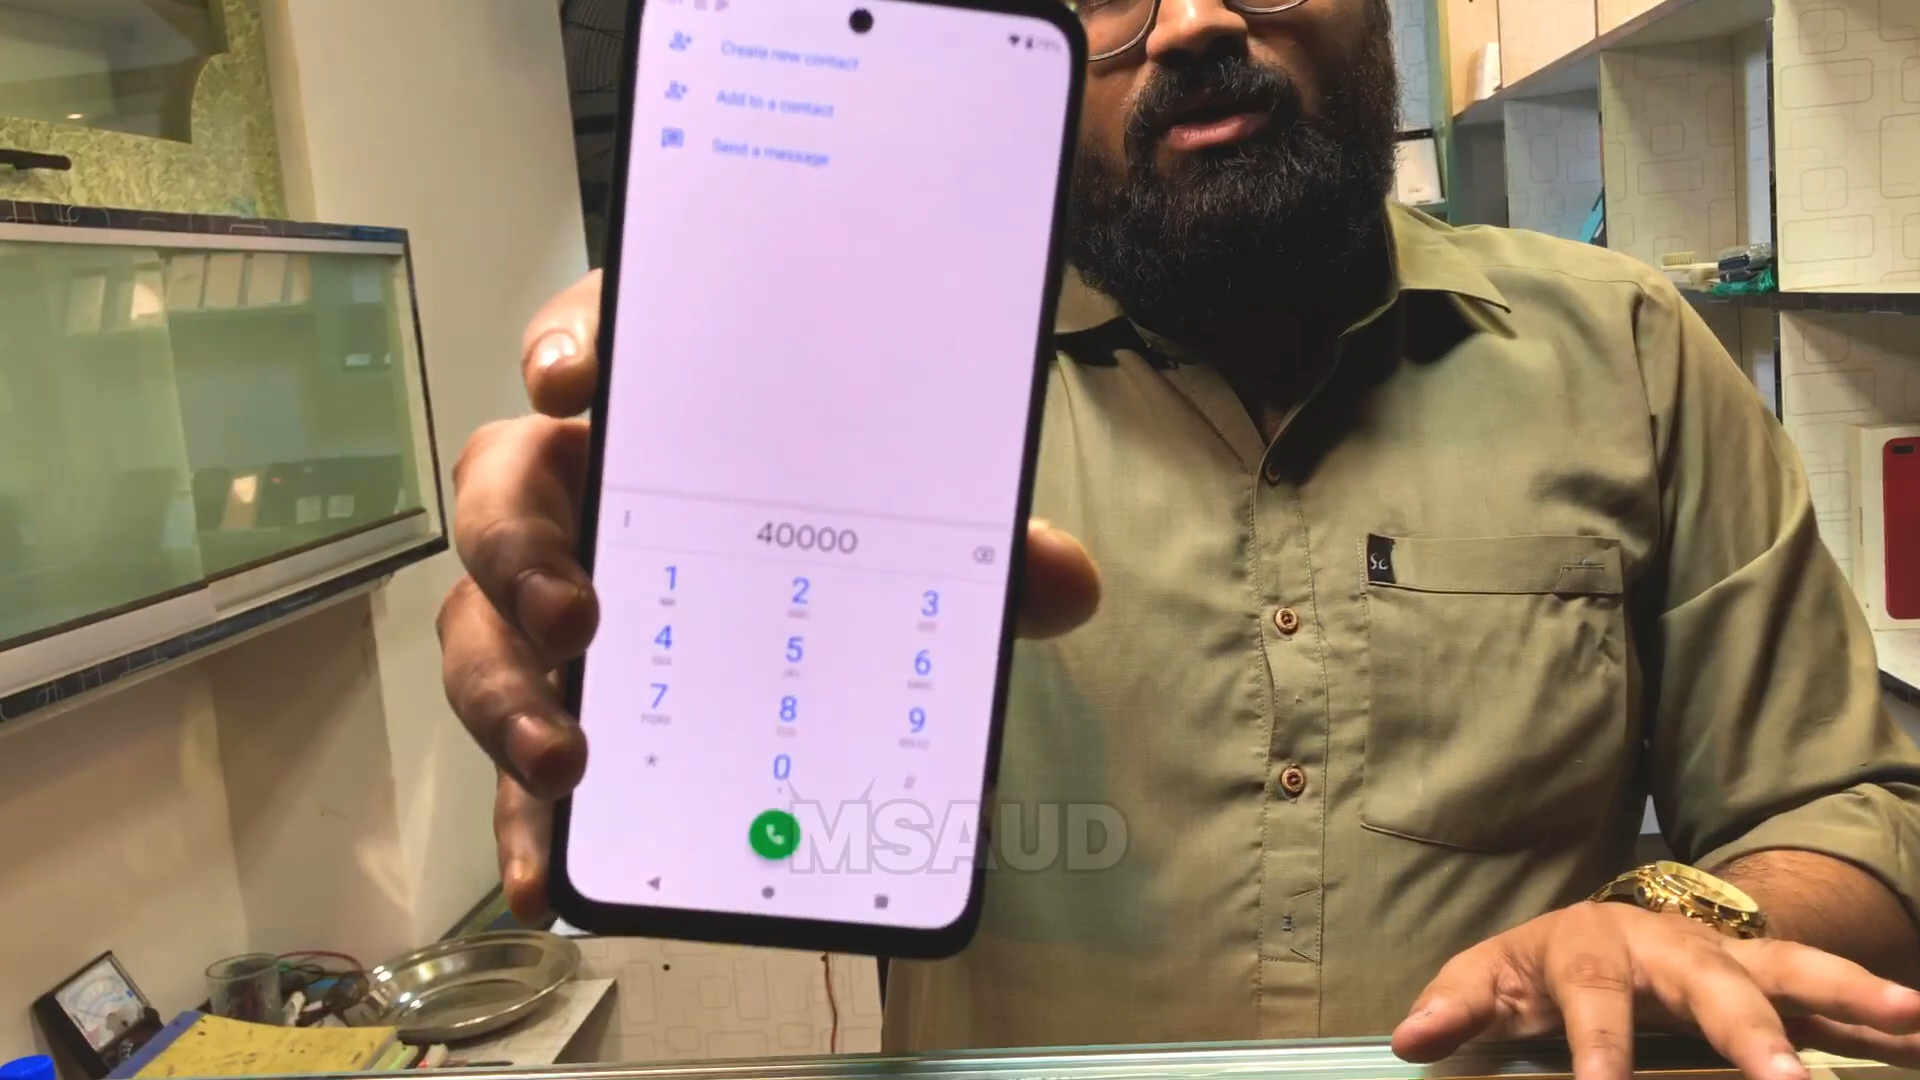 Create new contact
Add to a contact
Send a message
40000
1
2
3
4
5
6
7
8
9
*
0
#
MSAUD
Sc